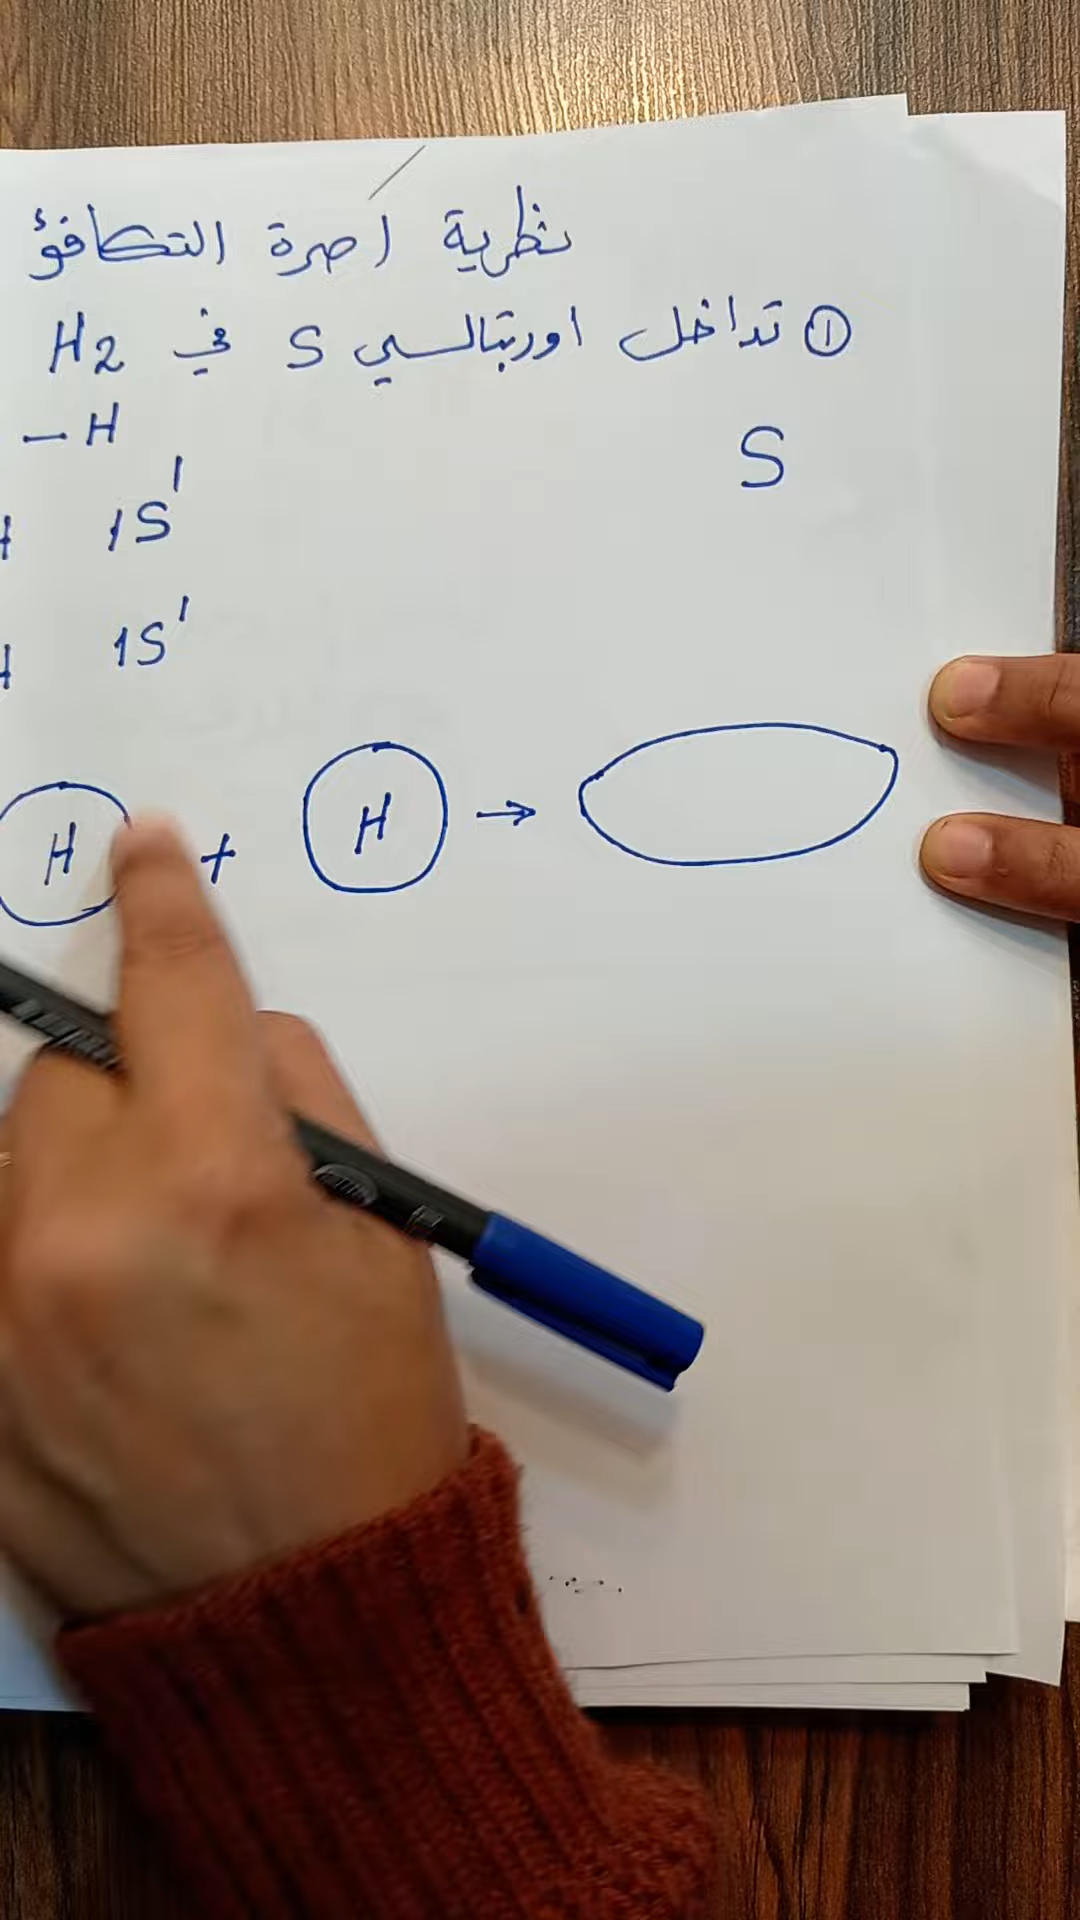 نظرية اصرة التكافؤ
① تداخل اوربتالي S في H2
– H
S
1S¹
1S¹
H + H →